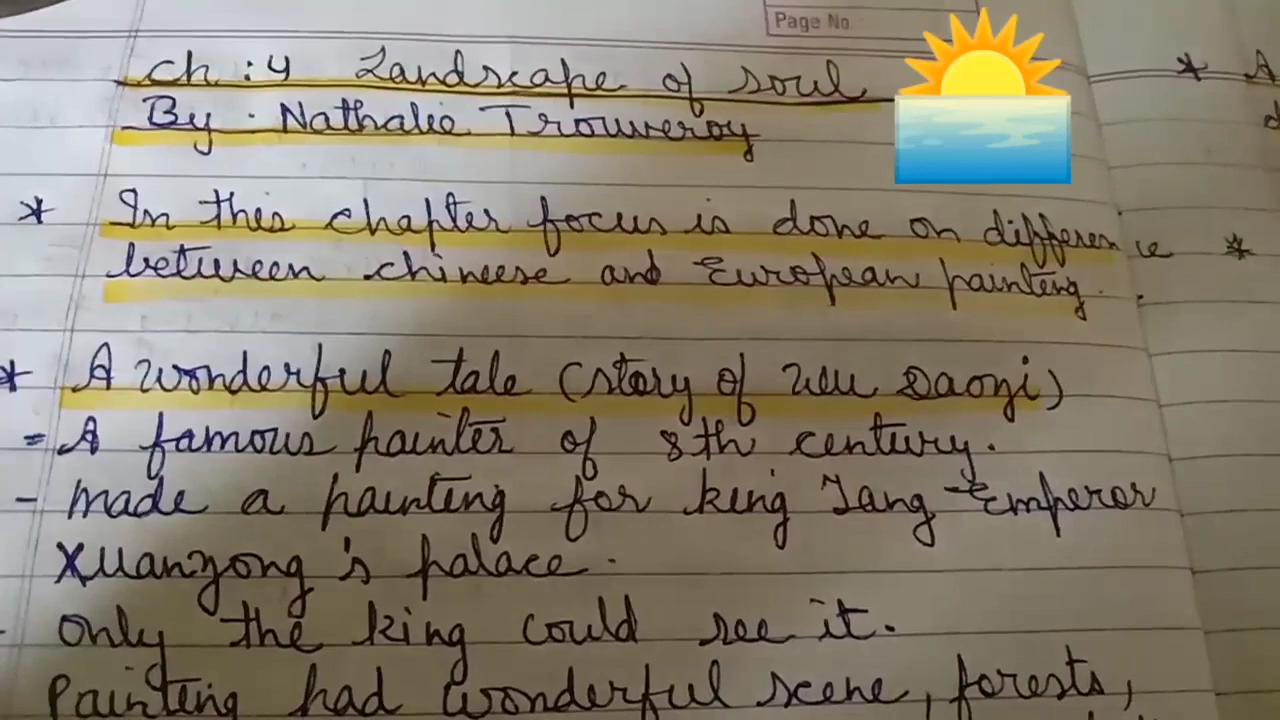 Page No.
Ch : 4 Landscape of soul
By . Nathalie Trouveroy
* In this chapter focus is done on difference
between chineese and European painting.
* A wonderful tale (story of Wu Daozi)
= A famous painter of 8th century.
- made a painting for king Tang Emperor
Xuanzong's palace.
- only the king could see it.
Painting had wonderful scene, forests,
* A
*